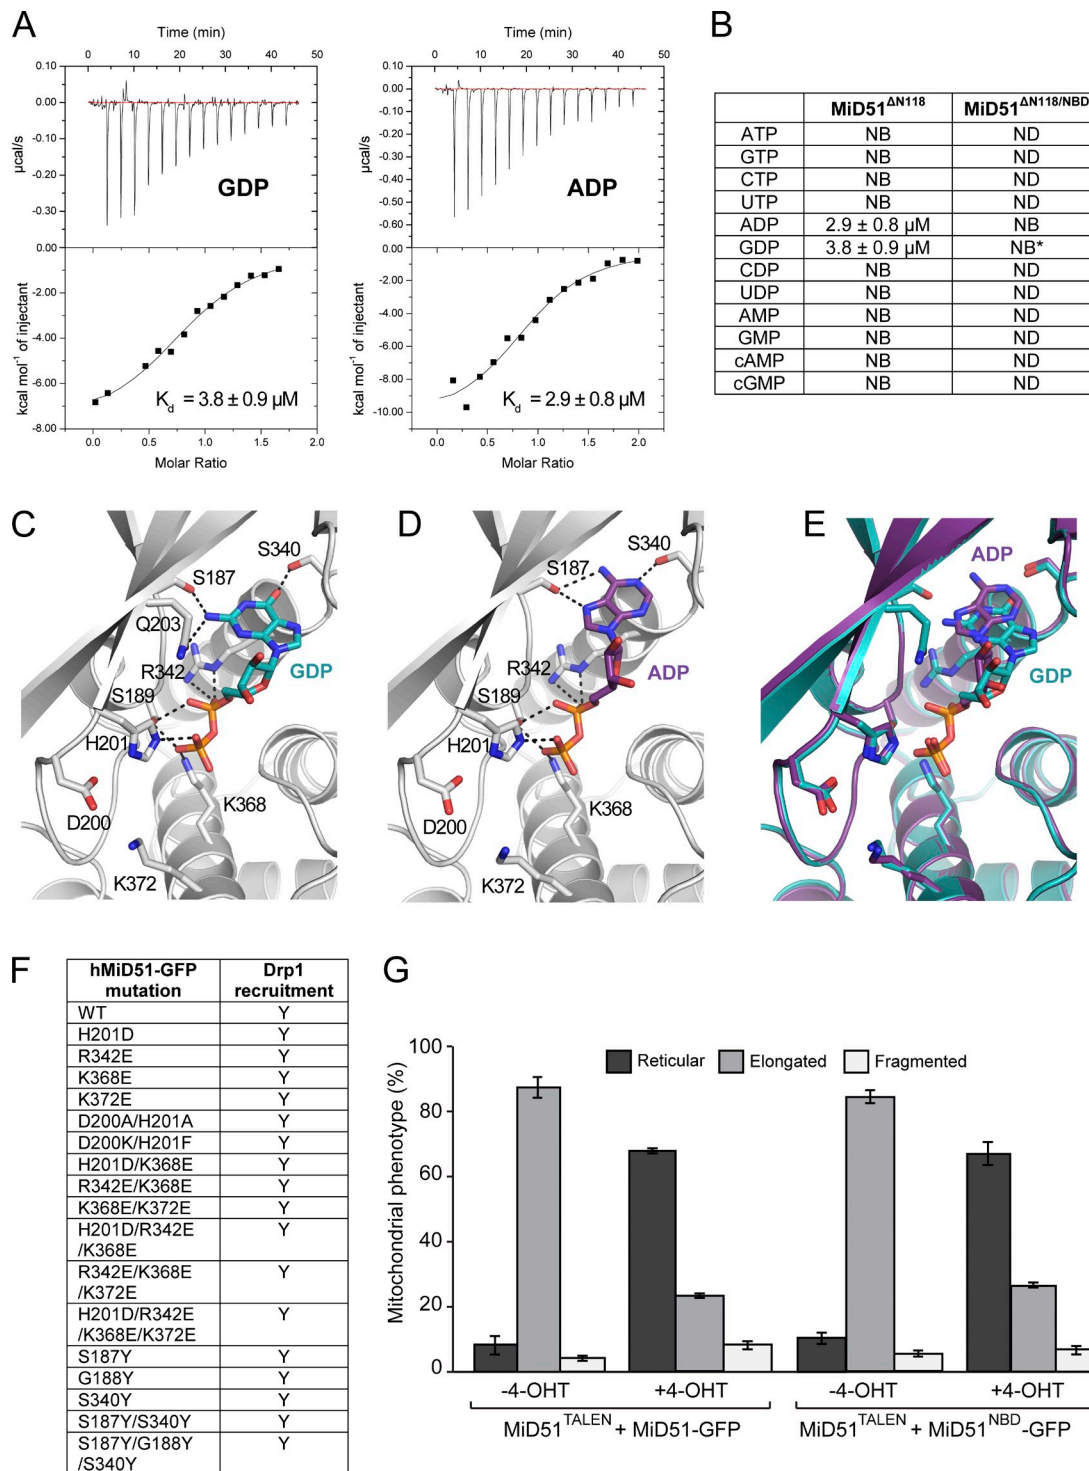 A
Time (min)
0 10 20 30 40 50
0.10
0.00
-0.10
-0.20
-0.30
µcal/s
GDP
0.00
-2.00
-4.00
-6.00
-8.00
kcal mol-1 of injectant
Kd = 3.8 ± 0.9 µM
0.0 0.5 1.0 1.5 2.0
Molar Ratio
Time (min)
0 10 20 30 40 50
0.10
0.00
-0.10
-0.20
-0.30
-0.40
-0.50
-0.60
µcal/s
ADP
0.00
-2.00
-4.00
-6.00
-8.00
-10.00
kcal mol-1 of injectant
Kd = 2.9 ± 0.8 µM
0.0 0.5 1.0 1.5 2.0
Molar Ratio
B
MiD51ΔN118 MiD51ΔN118/NBD
ATP NB ND
GTP NB ND
CTP NB ND
UTP NB ND
ADP 2.9 ± 0.8 µM NB
GDP 3.8 ± 0.9 µM NB*
CDP NB ND
UDP NB ND
AMP NB ND
GMP NB ND
cAMP NB ND
cGMP NB ND
C
S340
S187
Q203
R342
GDP
S189
H201
K368
D200
K372
D
S340
S187
R342
ADP
S189
H201
K368
D200
K372
E
ADP
GDP
F
hMiD51-GFP mutation
Drp1 recruitment
WT Y
H201D Y
R342E Y
K368E Y
K372E Y
D200A/H201A Y
D200K/H201F Y
H201D/K368E Y
R342E/K368E Y
K368E/K372E Y
H201D/R342E Y
/K368E
R342E/K368E Y
/K372E
H201D/R342E Y
/K368E/K372E
S187Y Y
G188Y Y
S340Y Y
S187Y/S340Y Y
S187Y/G188Y Y
/S340Y
G
Reticular Elongated Fragmented
100
80
60
40
20
0
Mitochondrial phenotype (%)
-4-OHT +4-OHT -4-OHT +4-OHT
MiD51TALEN + MiD51-GFP MiD51TALEN + MiD51NBD-GFP